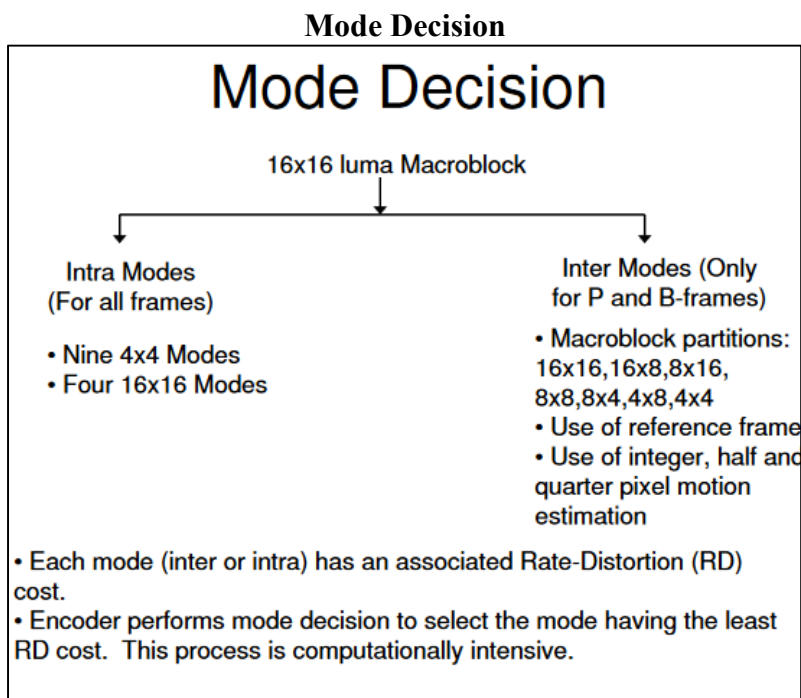 Mode Decision
Mode Decision
16x16 luma Macroblock
Intra Modes
(For all frames)
• Nine 4x4 Modes
• Four 16x16 Modes
Inter Modes (Only
for P and B-frames)
• Macroblock partitions:
16x16,16x8,8x16,
8x8,8x4,4x8,4x4
• Use of reference frame
• Use of integer, half and
quarter pixel motion
estimation
• Each mode (inter or intra) has an associated Rate-Distortion (RD)
cost.
• Encoder performs mode decision to select the mode having the least
RD cost.  This process is computationally intensive.